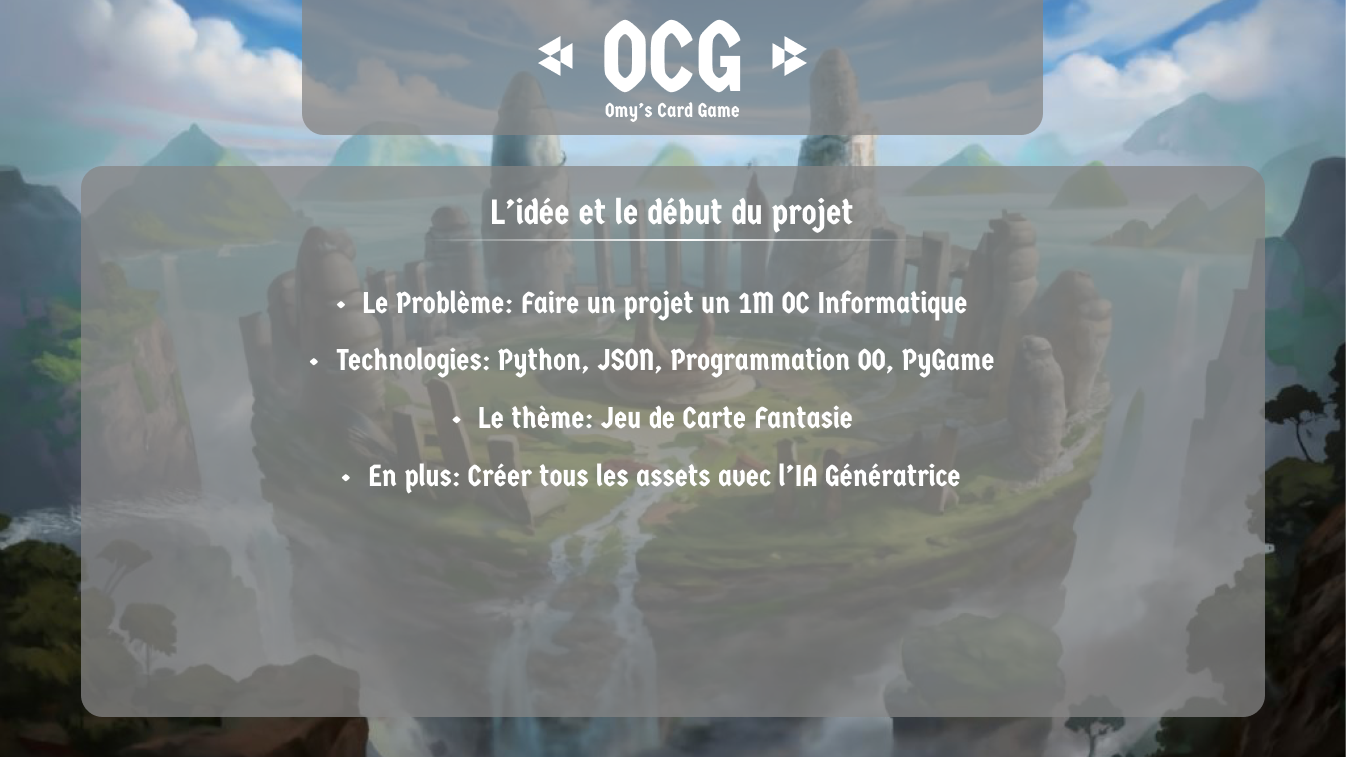 OCG
Omy's Card Game
L'idée et le début du projet
Le Problème: Faire un projet un 1M OC Informatique
Technologies: Python, JSON, Programmation OO, PyGame
Le thème: Jeu de Carte Fantasie
En plus: Créer tous les assets avec l'IA Génératrice